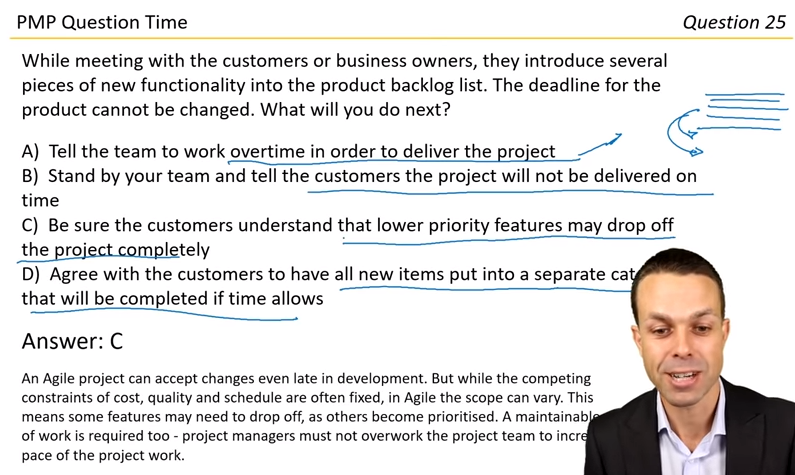 PMP Question Time
Question 25
While meeting with the customers or business owners, they introduce several
pieces of new functionality into the product backlog list. The deadline for the
product cannot be changed. What will you do next?
A) Tell the team to work overtime in order to deliver the project
B) Stand by your team and tell the customers the project will not be delivered on
time
C) Be sure the customers understand that lower priority features may drop off
the project completely
D) Agree with the customers to have all new items put into a separate
that will be completed if time allows
Answer: C
An Agile project can accept changes even late in development. But while the competing
constraints of cost, quality and schedule are often fixed, in Agile the scope can vary. This
means some features may need to drop off, as others become prioritised. A
of work is required too - project managers must not overwork the project team to
pace of the project work.